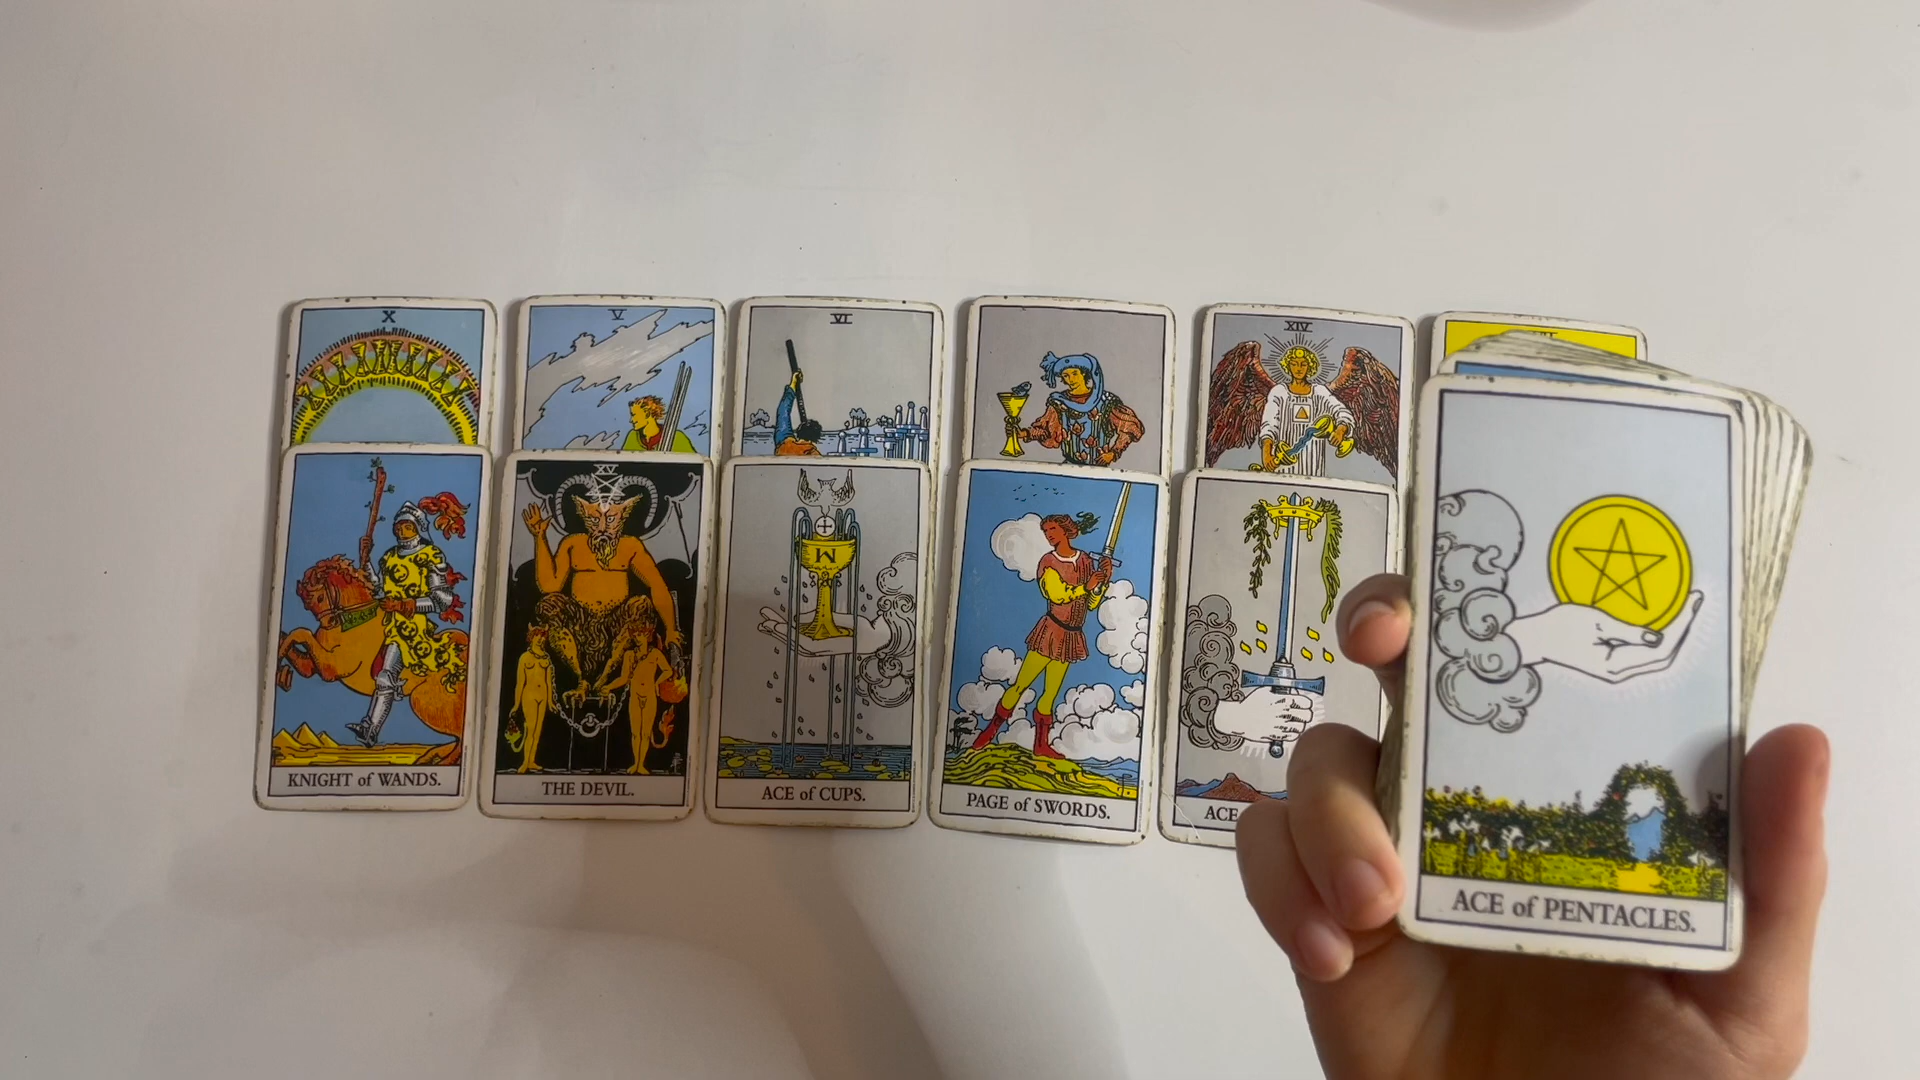 X
V
VI
XIV
XV
KNIGHT of WANDS.
THE DEVIL.
ACE of CUPS.
PAGE of SWORDS.
ACE
ACE of PENTACLES.